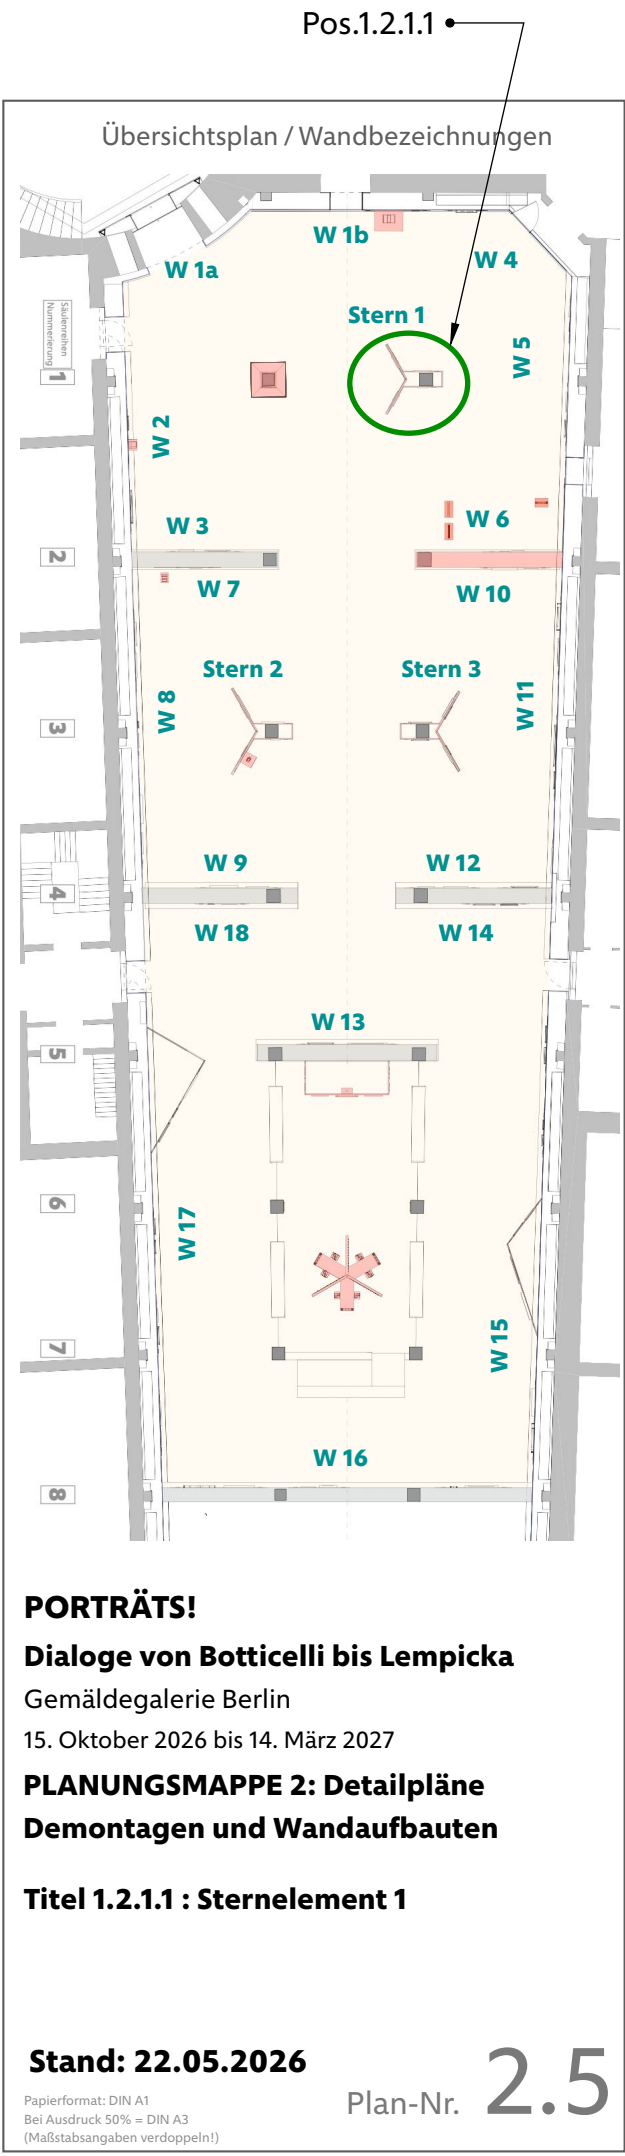 Pos.1.2.1.1
Übersichtsplan / Wandbezeichnungen
W 1b
W 4
W 1a
Stern 1
Säulenreihen
Nummerierung
1
W 5
W 2
W 3
W 6
2
W 7
W 10
Stern 2
Stern 3
W 8
W 11
3
W 9
W 12
4
W 18
W 14
W 13
5
6
W 17
7
W 15
W 16
8
PORTRÄTS!
Dialoge von Botticelli bis Lempicka
Gemäldegalerie Berlin
15. Oktober 2026 bis 14. März 2027
PLANUNGSMAPPE 2: Detailpläne
Demontagen und Wandaufbauten
Titel 1.2.1.1 : Sternelement 1
Stand: 22.05.2026
Papierformat: DIN A1
Bei Ausdruck 50% = DIN A3
(Maßstabsangaben verdoppeln!)
Plan-Nr. 2.5